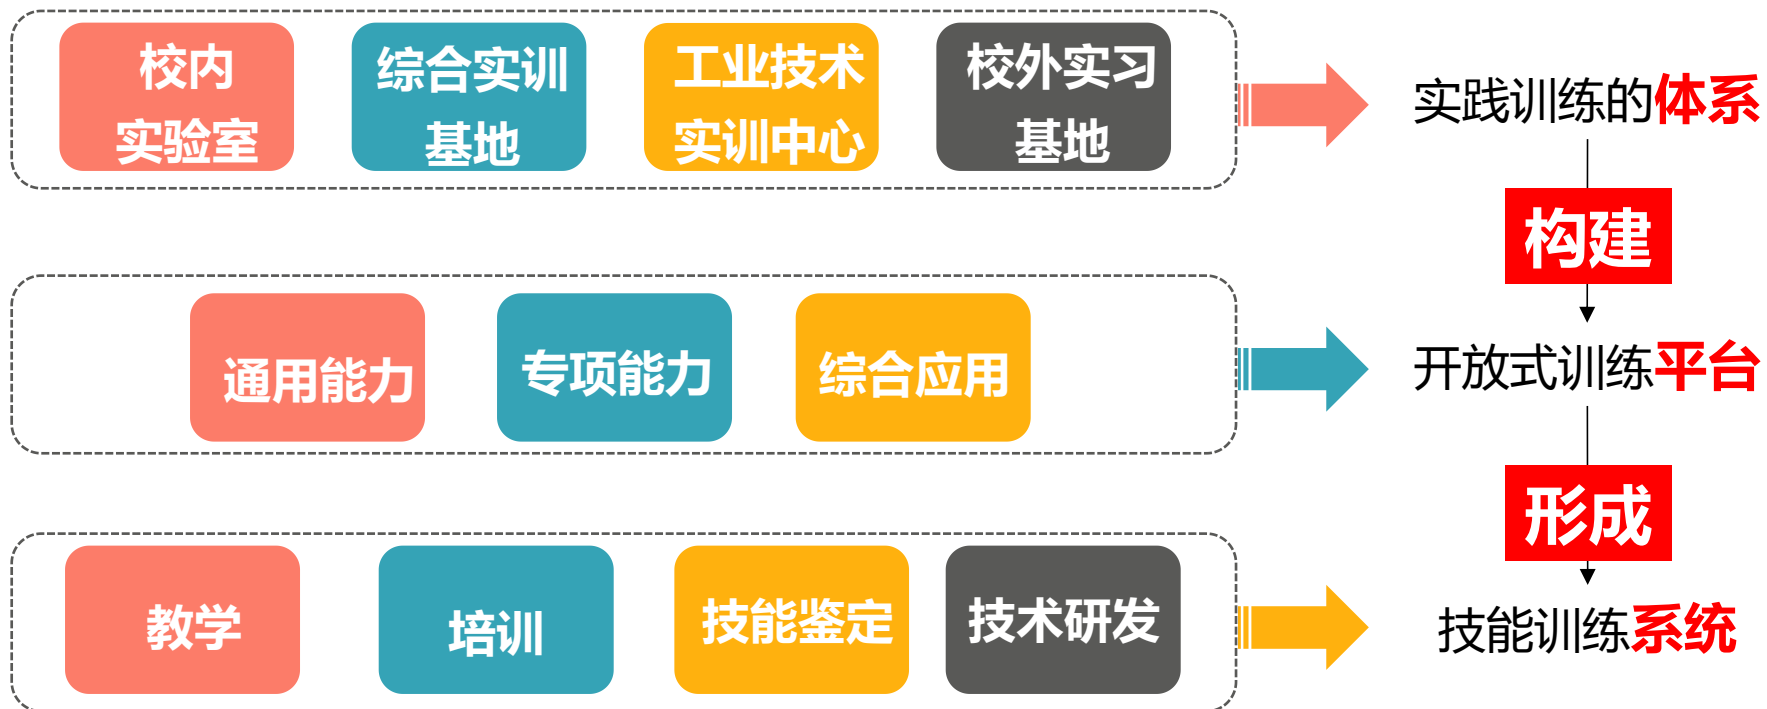 校内
实验室
综合实训
基地
工业技术
实训中心
校外实习
基地
实践训练的体系
构建
通用能力
专项能力
综合应用
开放式训练平台
形成
教学
培训
技能鉴定
技术研发
技能训练系统